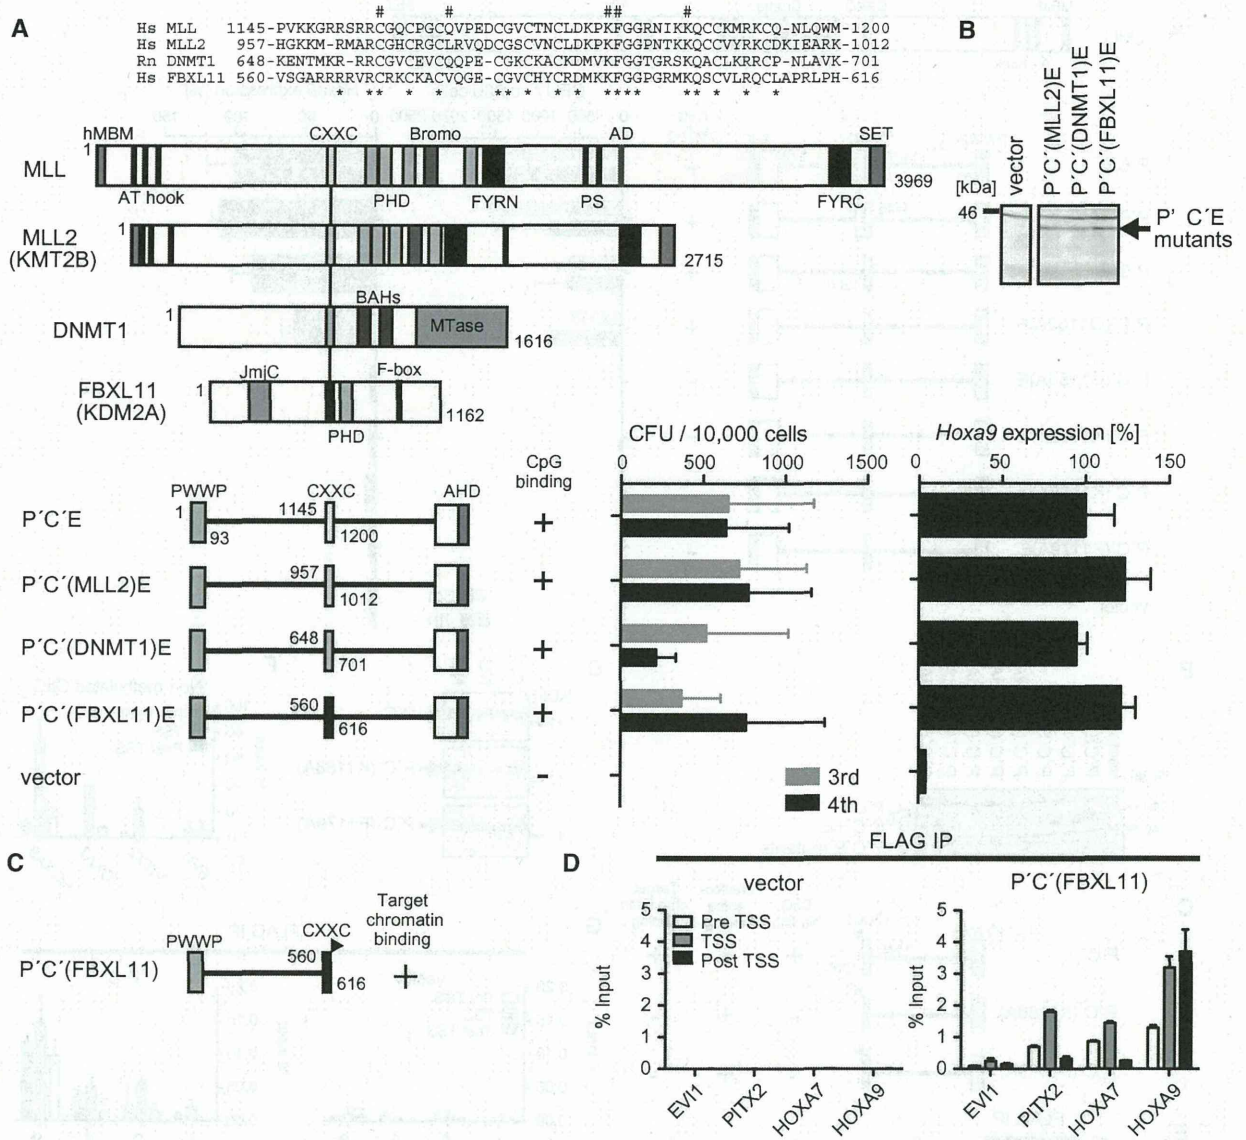 A
# # ## #
Hs MLL 1145-PVKKGRRSRRCGQCPGCQVPEDCGVCTNCLDKPKFGGRNIKKQCCKMRKCQ-NLQWM-1200
Hs MLL2 957-HGKKM-RMARCGHCRGCLRVQDCGSCVNCLDKPKFGGPNTKKQCCVYRKCDKIEARK-1012
Rn DNMT1 648-KENTMKR-RRCGVCEVCQQPE-CGKCKACKDMVKFGGTGRSKQACLKRRCP-NLAVK-701
Hs FBXL11 560-VSGARRRRVRCRKCKACVQGE-CGVCHYCRDMKKFGGPGRMKQSCVLRQCLAPRLPH-616
hMBM CXXC Bromo AD SET
MLL 1 3969
AT hook PHD FYRN PS FYRC
MLL2 1
(KMT2B) 2715
BAHs
DNMT1 1 MTase 1616
JmjC F-box
FBXL11 1
(KDM2A) 1162
PHD
B
vector P´C´(MLL2)E P´C´(DNMT1)E P´C´(FBXL11)E
[kDa]
46
P' C´E
mutants
CFU / 10,000 cells Hoxa9 expression [%]
0 500 1000 1500 0 50 100 150
CpG
binding
PWWP CXXC AHD
P´C´E 1 93 1145 1200 +
P´C´(MLL2)E 957 1012 +
P´C´(DNMT1)E 648 701 +
P´C´(FBXL11)E 560 616 +
vector -
3rd
4th
C
Target
chromatin
binding
PWWP CXXC
P´C´(FBXL11) 560 616 +
D
FLAG IP
vector P´C´(FBXL11)
% Input
5
4
3
2
1
0
Pre TSS
TSS
Post TSS
EVI1 PITX2 HOXA7 HOXA9
% Input
5
4
3
2
1
0
EVI1 PITX2 HOXA7 HOXA9